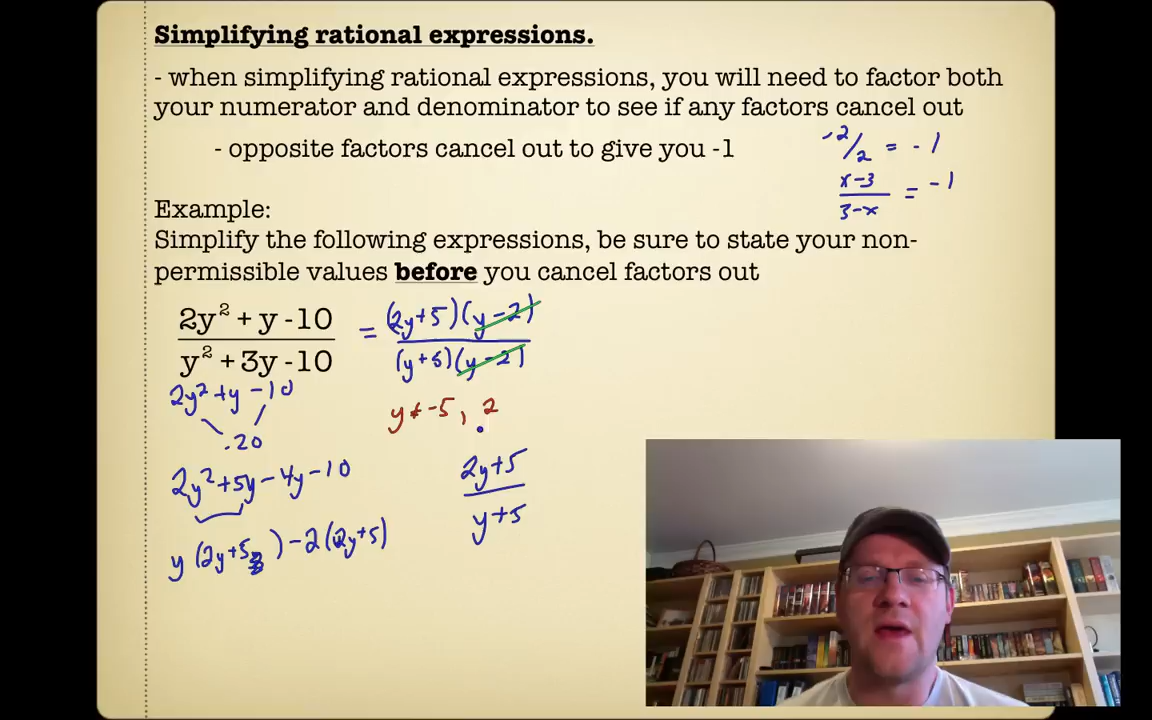 Simplifying rational expressions.
- when simplifying rational expressions, you will need to factor both
your numerator and denominator to see if any factors cancel out
- opposite factors cancel out to give you -1
-2/2 = -1
x-3
3-x
= -1
Example:
Simplify the following expressions, be sure to state your non-
permissible values before you cancel factors out
2y² + y -10
y² + 3y -10
= (2y+5)(y-2)
(y+5)(y-2)
2y²+y-10
y≠-5, 2
-20
2y²+5y-4y-10
2y+5
y+5
y(2y+5)-2(2y+5)